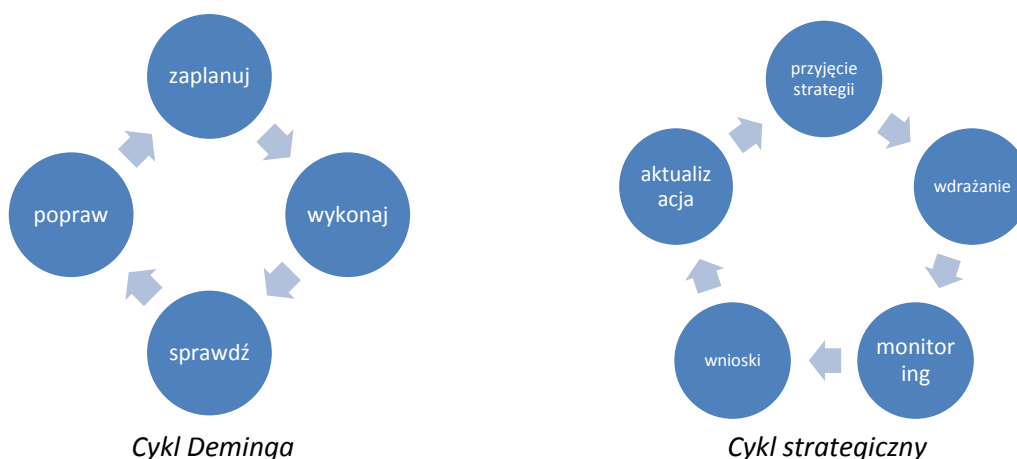 zaplanuj
wykonaj
sprawdź
popraw
Cykl Deminga
przyjęcie
strategii
wdrażanie
monitor
ing
wnioski
aktualiz
acja
Cykl strategiczny